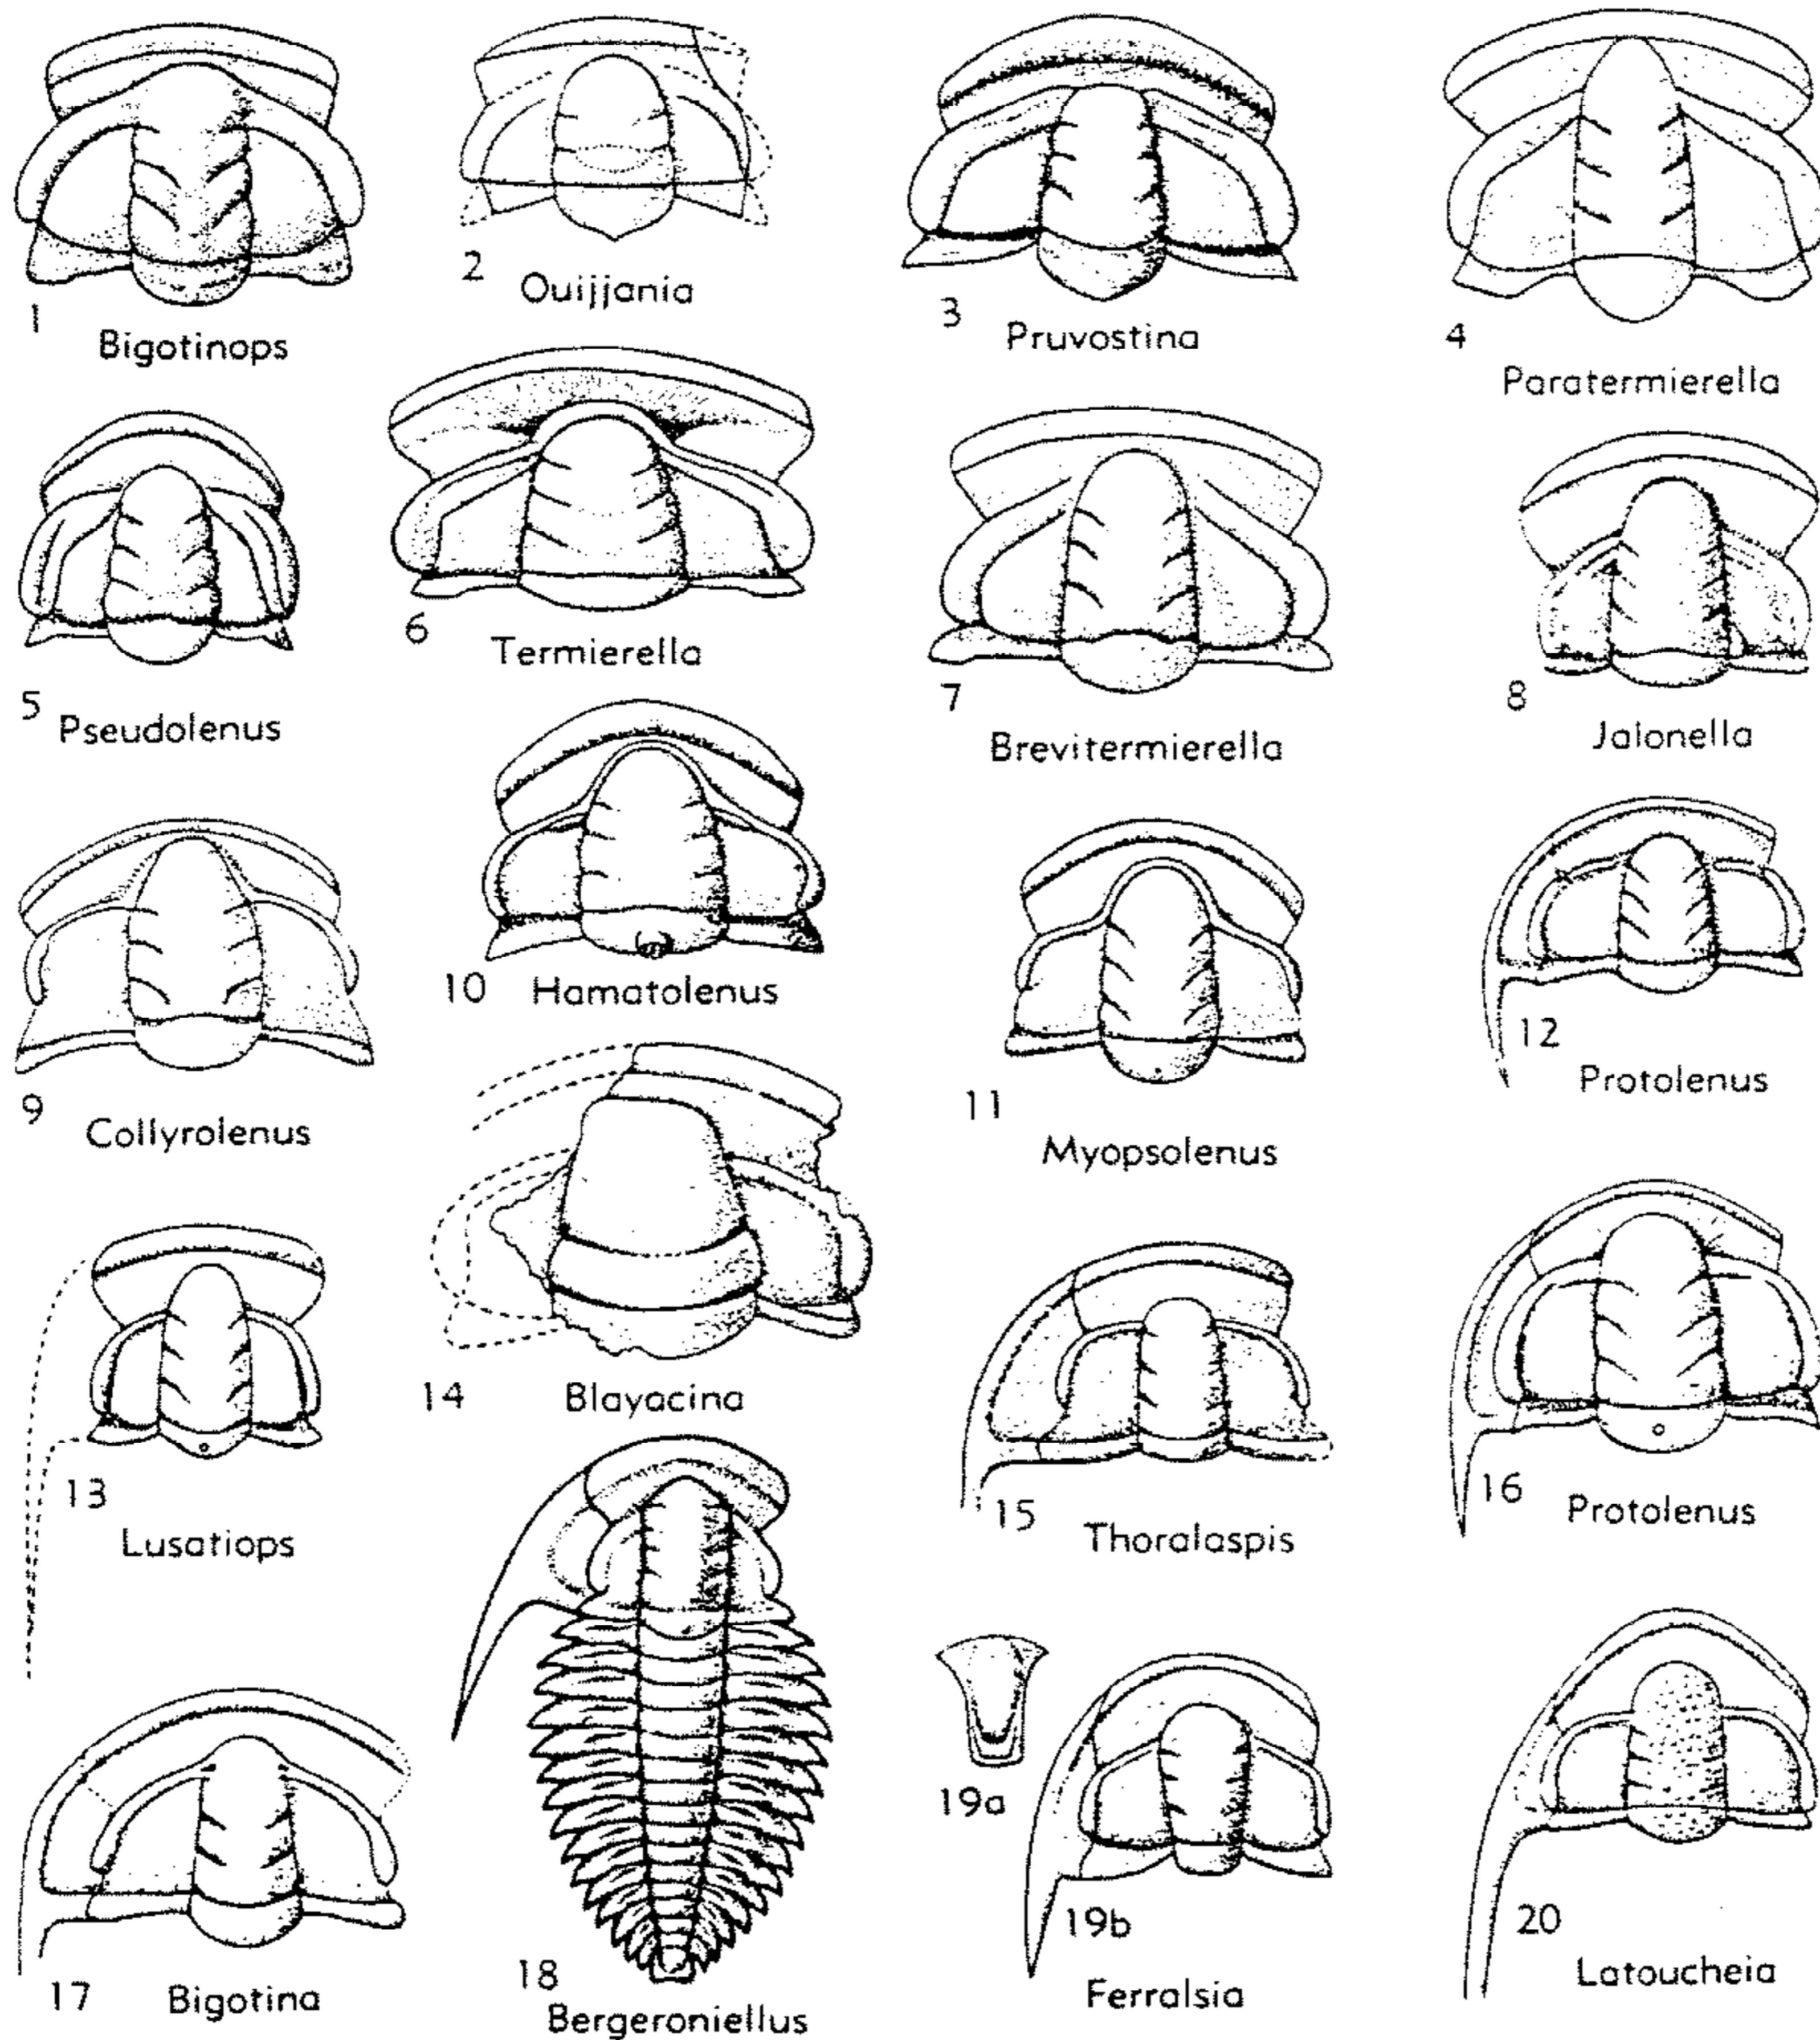 1
Bigotinops
2
Ouijjania
3
Pruvostina
4
Paratermierella
5
Pseudolenus
6
Termierella
7
Brevitermierella
8
Jalonella
9
Collyrolenus
10 Hamatolenus
11
Myopsolenus
12
Protolenus
13
Lusatiops
14 Blayacina
15
Thoralaspis
16
Protolenus
17 Bigotina
18
Bergeroniellus
19a
19b
Ferralsia
20
Latoucheia